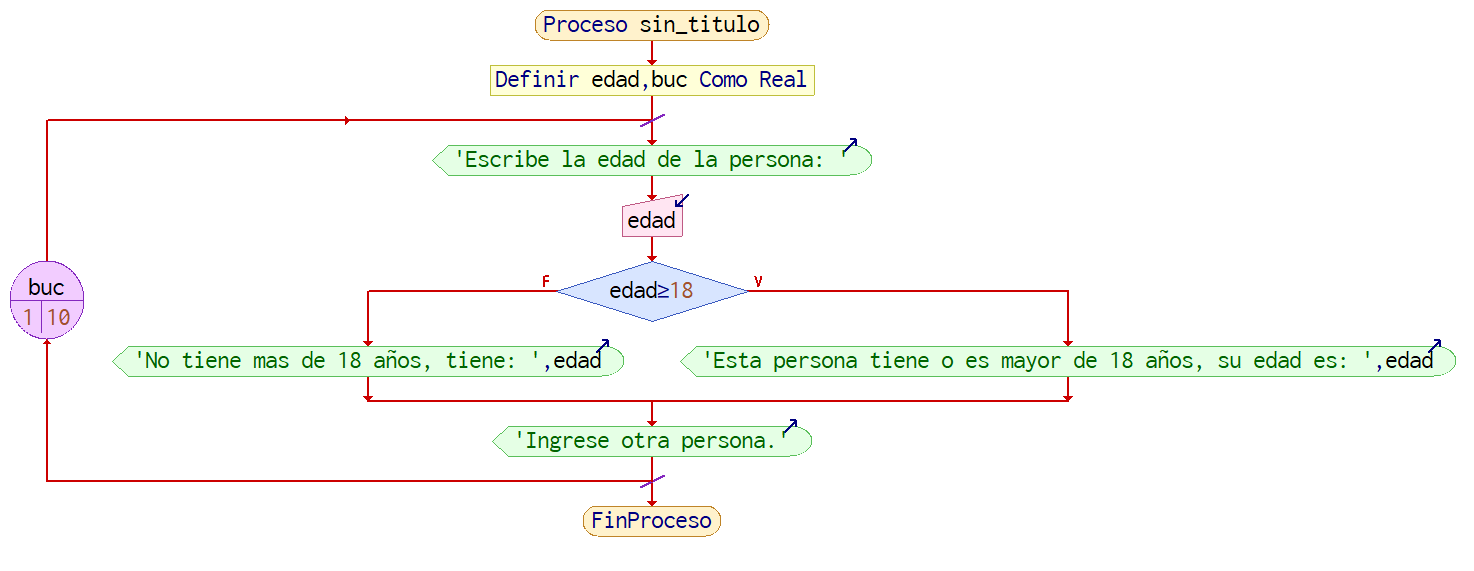 Proceso sin_titulo
Definir edad,buc Como Real
'Escribe la edad de la persona: '
edad
F
edad≥18
V
buc
1 10
'No tiene mas de 18 años, tiene: ',edad
'Esta persona tiene o es mayor de 18 años, su edad es: ',edad
'Ingrese otra persona.'
FinProceso